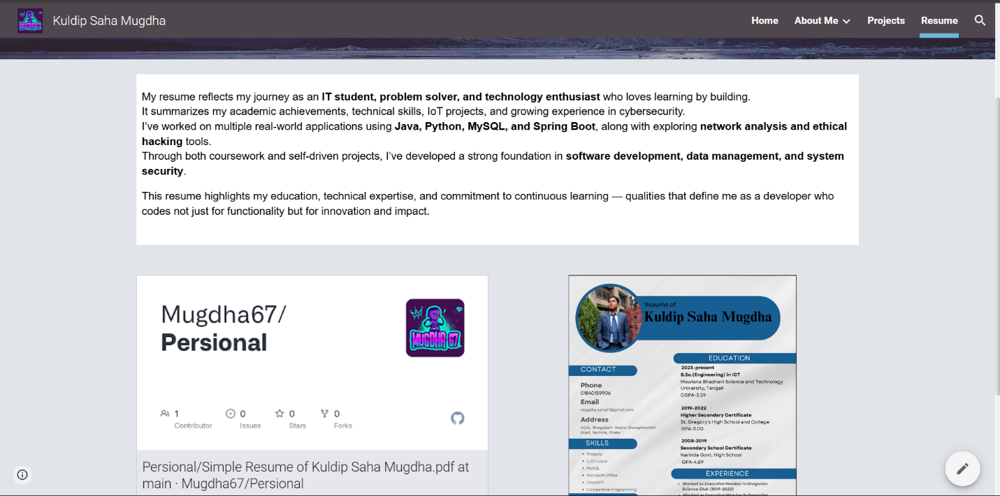 Kuldip Saha Mugdha
Home
About Me
Projects
Resume
My resume reflects my journey as an IT student, problem solver, and technology enthusiast who loves learning by building.
It summarizes my academic achievements, technical skills, IoT projects, and growing experience in cybersecurity.
I've worked on multiple real-world applications using Java, Python, MySQL, and Spring Boot, along with exploring network analysis and ethical
hacking tools.
Through both coursework and self-driven projects, I've developed a strong foundation in software development, data management, and system
security.
This resume highlights my education, technical expertise, and commitment to continuous learning — qualities that define me as a developer who
codes not just for functionality but for innovation and impact.
Mugdha67/
Persional
MUGDHA 67
1
Contributor
0
Issues
0
Stars
0
Forks
Persional/Simple Resume of Kuldip Saha Mugdha.pdf at
main · Mugdha67/Persional
Resume of
Kuldip Saha Mugdha
CONTACT
Phone
01840159906
Email
mugdha.saha67@gmail.com
Address
60/b, Bhogobath Shaha Shongkhonidhi
Road, Narinda, Dhaka
SKILLS
Projects
C,C++,Java
MySQL
Microsoft Office
ChatGPT
Competitive Programming
EDUCATION
2023-present
B.Sc.(Engineering) in ICT
Mawlana Bhashani Science and Technology
University, Tangail
CGPA-3.59
2019-2022
Higher Secondary Certificate
St. Gregory's High School and College
GPA-5.00
2008-2019
Secondary School Certificate
Narinda Govt. High School
GPA-4.89
EXPERIENCE
Worked as Executive Member in Gregorian
Science Club (2019-2022)
Worked as Executive Member in Gregorian